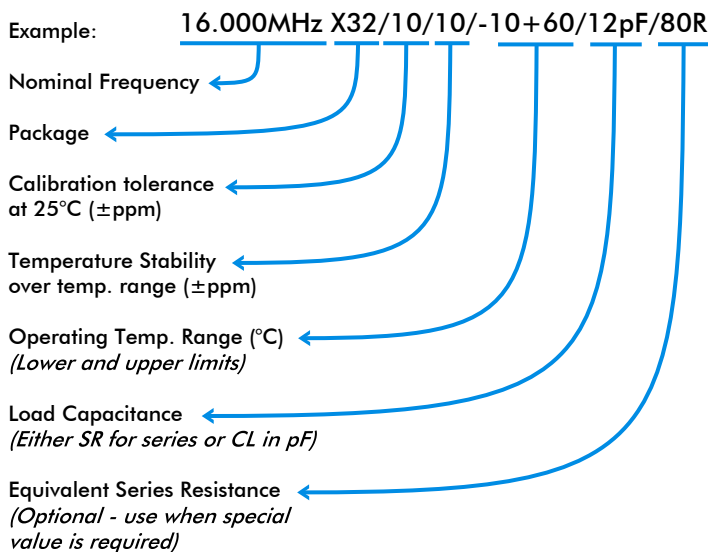 Example: 16.000MHz X32/10/10/-10+60/12pF/80R
Nominal Frequency
Package
Calibration tolerance
at 25°C (±ppm)
Temperature Stability
over temp. range (±ppm)
Operating Temp. Range (°C)
(Lower and upper limits)
Load Capacitance
(Either SR for series or CL in pF)
Equivalent Series Resistance
(Optional - use when special
value is required)